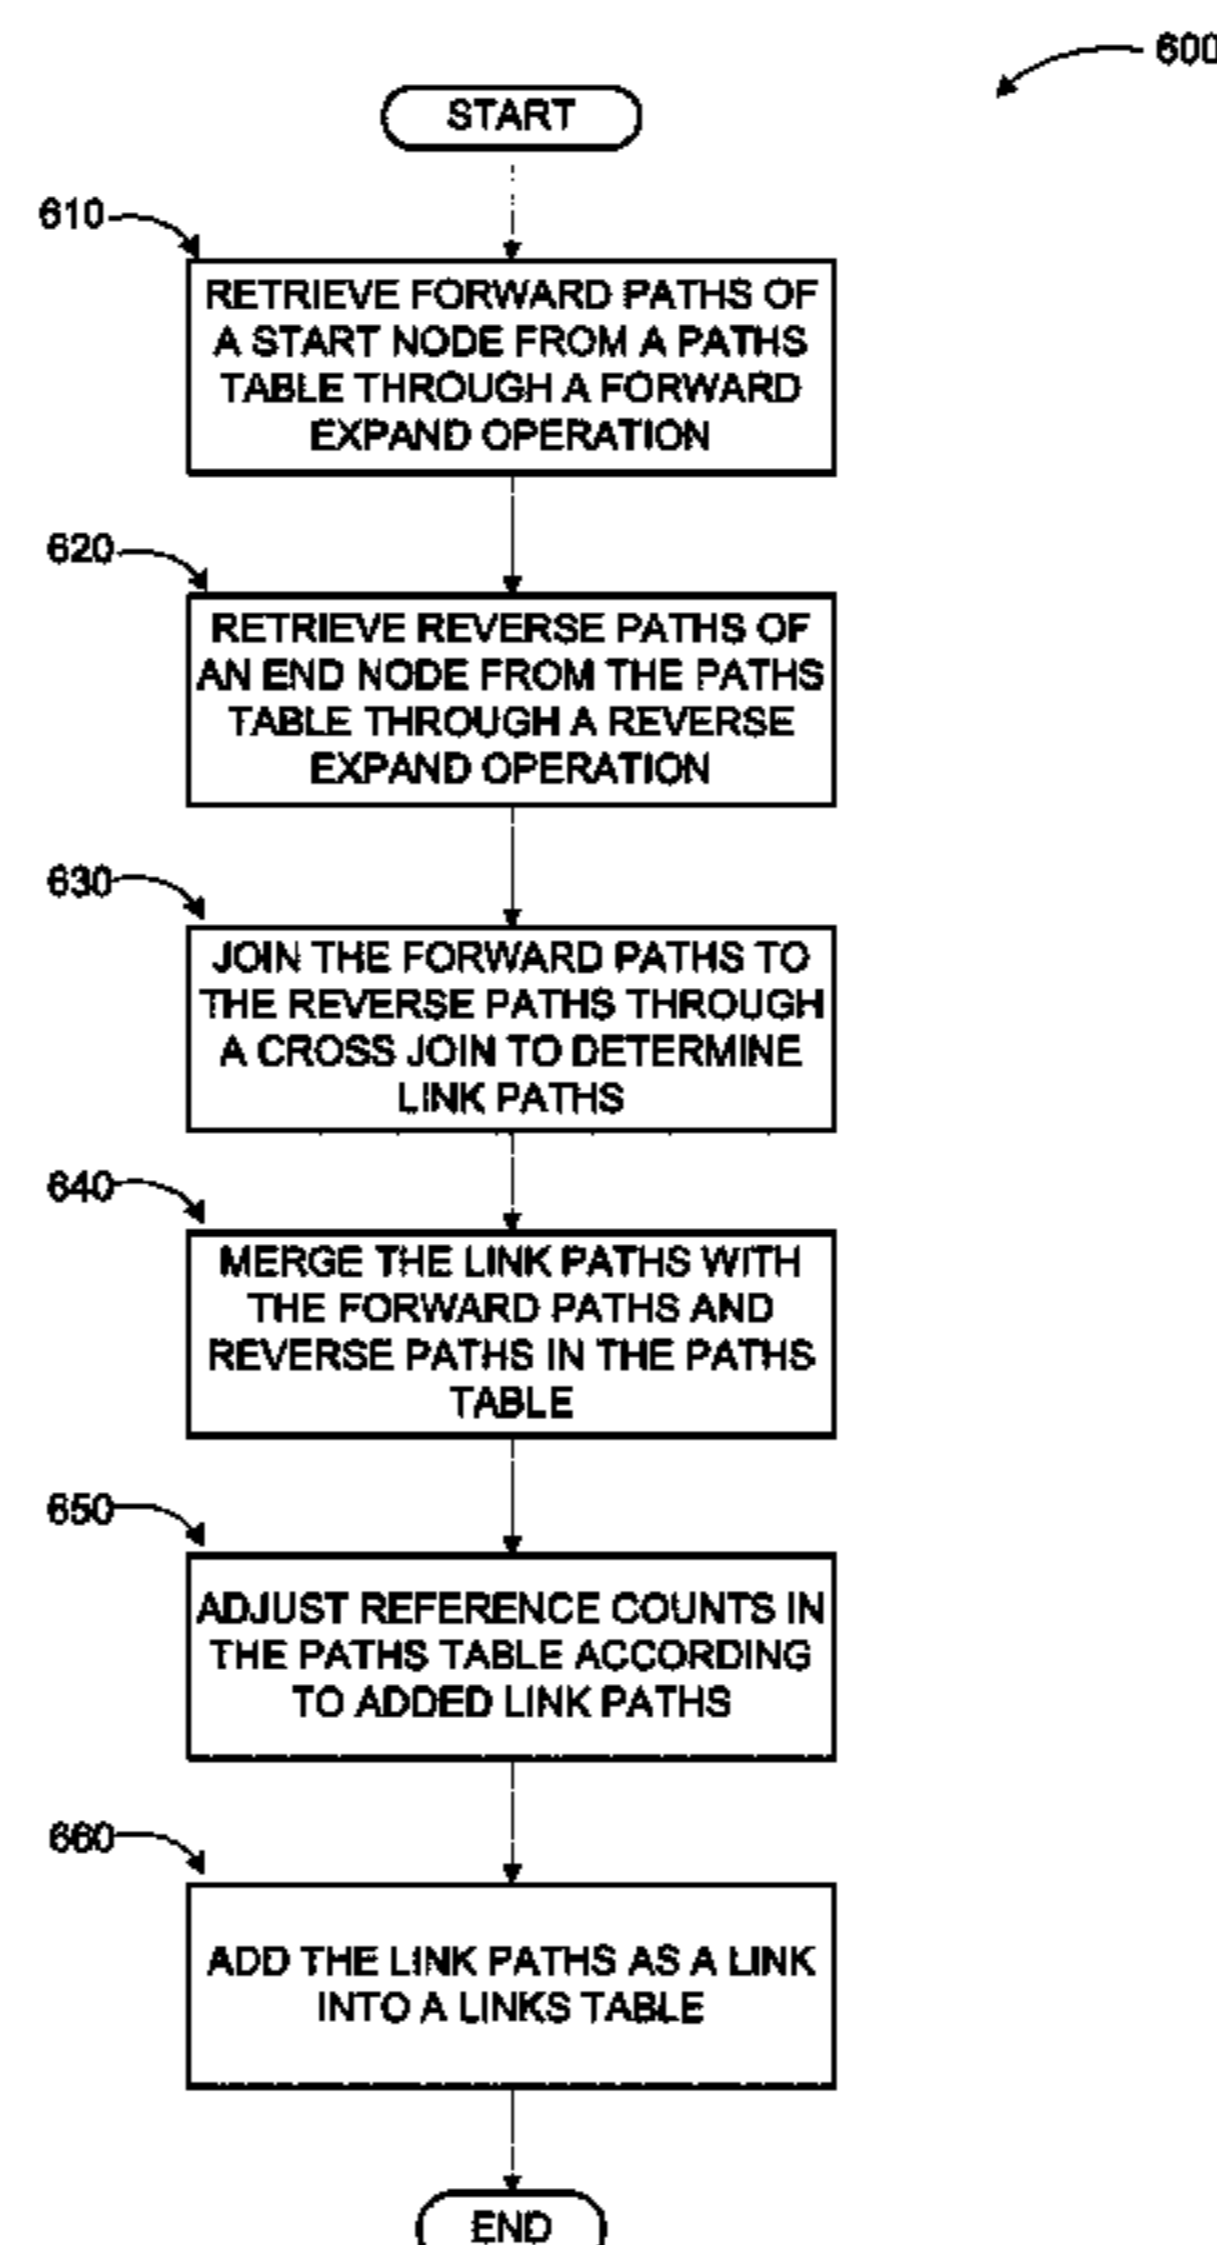 600
START
610
RETRIEVE FORWARD PATHS OF
A START NODE FROM A PATHS
TABLE THROUGH A FORWARD
EXPAND OPERATION
620
RETRIEVE REVERSE PATHS OF
AN END NODE FROM THE PATHS
TABLE THROUGH A REVERSE
EXPAND OPERATION
630
JOIN THE FORWARD PATHS TO
THE REVERSE PATHS THROUGH
A CROSS JOIN TO DETERMINE
LINK PATHS
640
MERGE THE LINK PATHS WITH
THE FORWARD PATHS AND
REVERSE PATHS IN THE PATHS
TABLE
650
ADJUST REFERENCE COUNTS IN
THE PATHS TABLE ACCORDING
TO ADDED LINK PATHS
660
ADD THE LINK PATHS AS A LINK
INTO A LINKS TABLE
END